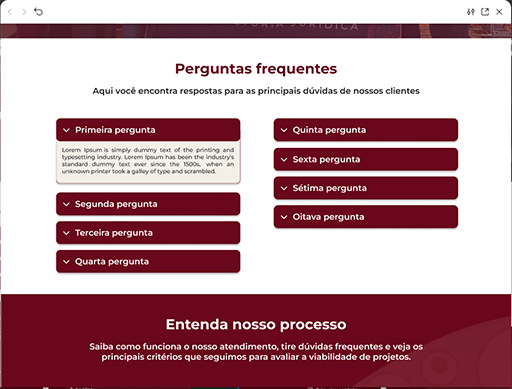 Perguntas frequentes
Aqui você encontra respostas para as principais dúvidas de nossos clientes
Primeira pergunta
Lorem Ipsum is simply dummy text of the printing and
typesetting industry. Lorem Ipsum has been the industry's
standard dummy text ever since the 1500s, when an
unknown printer took a galley of type and scrambled.
Segunda pergunta
Terceira pergunta
Quarta pergunta
Quinta pergunta
Sexta pergunta
Sétima pergunta
Oitava pergunta
Entenda nosso processo
Saiba como funciona o nosso atendimento, tire dúvidas frequentes e veja os
principais critérios que seguimos para avaliar a viabilidade de projetos.